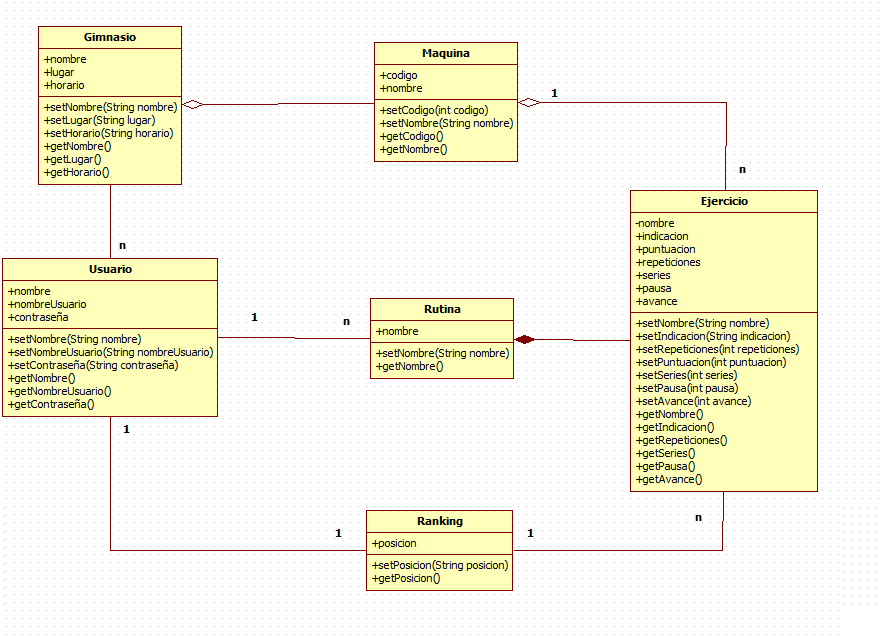 Gimnasio
+nombre
+lugar
+horario
+setNombre(String nombre)
+setLugar(String lugar)
+setHorario(String horario)
+getNombre()
+getLugar()
+getHorario()
Maquina
+codigo
+nombre
+setCodigo(int codigo)
+setNombre(String nombre)
+getCodigo()
+getNombre()
1
n
Ejercicio
-nombre
+indicacion
+puntuacion
+repeticiones
+series
+pausa
+avance
+setNombre(String nombre)
+setIndicacion(String indicacion)
+setRepeticiones(int repeticiones)
+setPuntuacion(int puntuacion)
+setSeries(int series)
+setPausa(int pausa)
+setAvance(int avance)
+getNombre()
+getIndicacion()
+getRepeticiones()
+getSeries()
+getPausa()
+getAvance()
n
Usuario
+nombre
+nombreUsuario
+contraseña
+setNombre(String nombre)
+setNombreUsuario(String nombreUsuario)
+setContraseña(String contraseña)
+getNombre()
+getNombreUsuario()
+getContraseña()
1
n
Rutina
+nombre
+setNombre(String nombre)
+getNombre()
1
1
Ranking
+posicion
+setPosicion(String posicion)
+getPosicion()
1
n